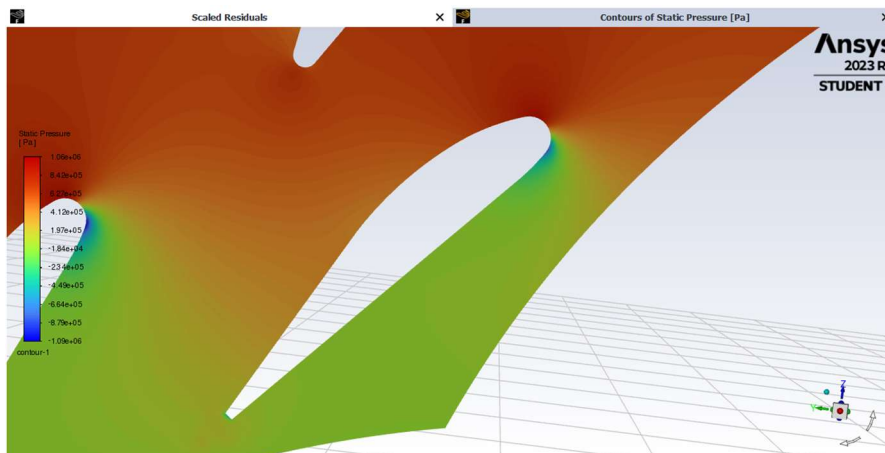 Scaled Residuals
Contours of Static Pressure [Pa]
Ansys
2023 R
STUDENT
Static Pressure
[ Pa ]
1.06e+06
8.42e+05
6.27e+05
4.12e+05
1.97e+05
-1.84e+04
-2.34e+05
-4.49e+05
-6.64e+05
-8.79e+05
-1.09e+06
contour-1
Z
Y